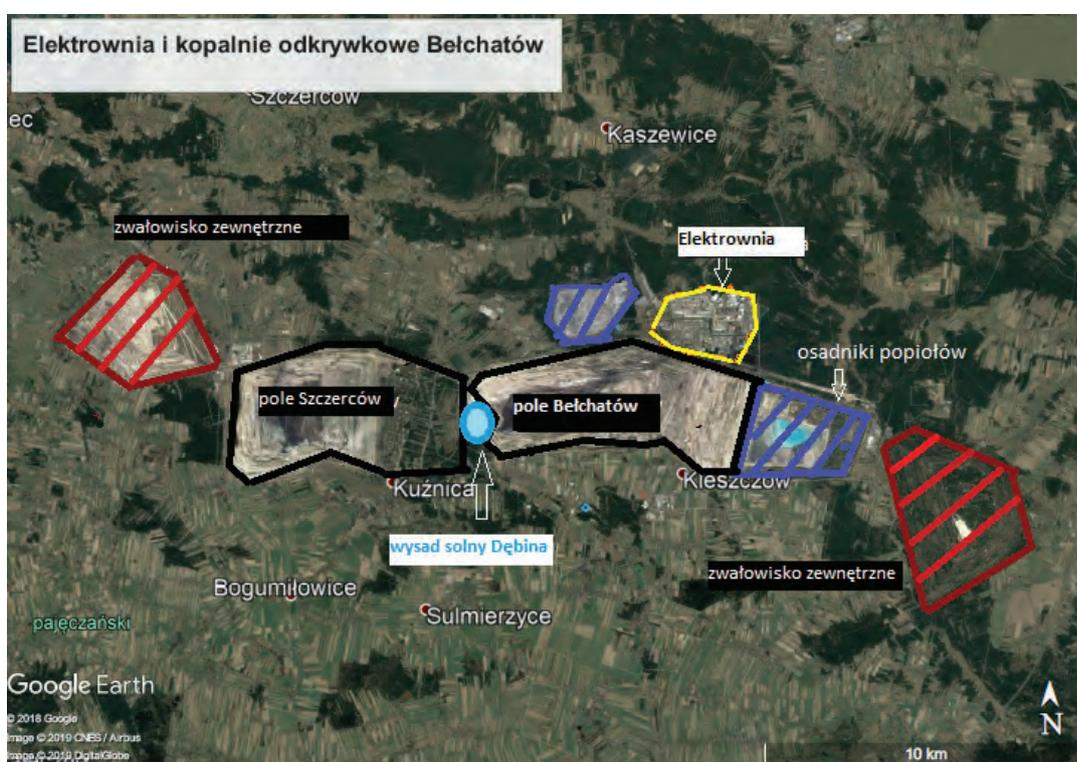 Elektrownia i kopalnie odkrywkowe Bełchatów
Szczerców
ec
Kaszewice
zwałowisko zewnętrzne
Elektrownia
osadniki popiołów
pole Szczerców
pole Bełchatów
Kuźnica
Kleszczów
wysad solny Dębina
zwałowisko zewnętrzne
Bogumiłowice
Sulmierzyce
pajęczański
Google Earth
© 2018 Google
Image © 2019 CNES / Airbus
Image © 2019 DigitalGlobe
N
10 km